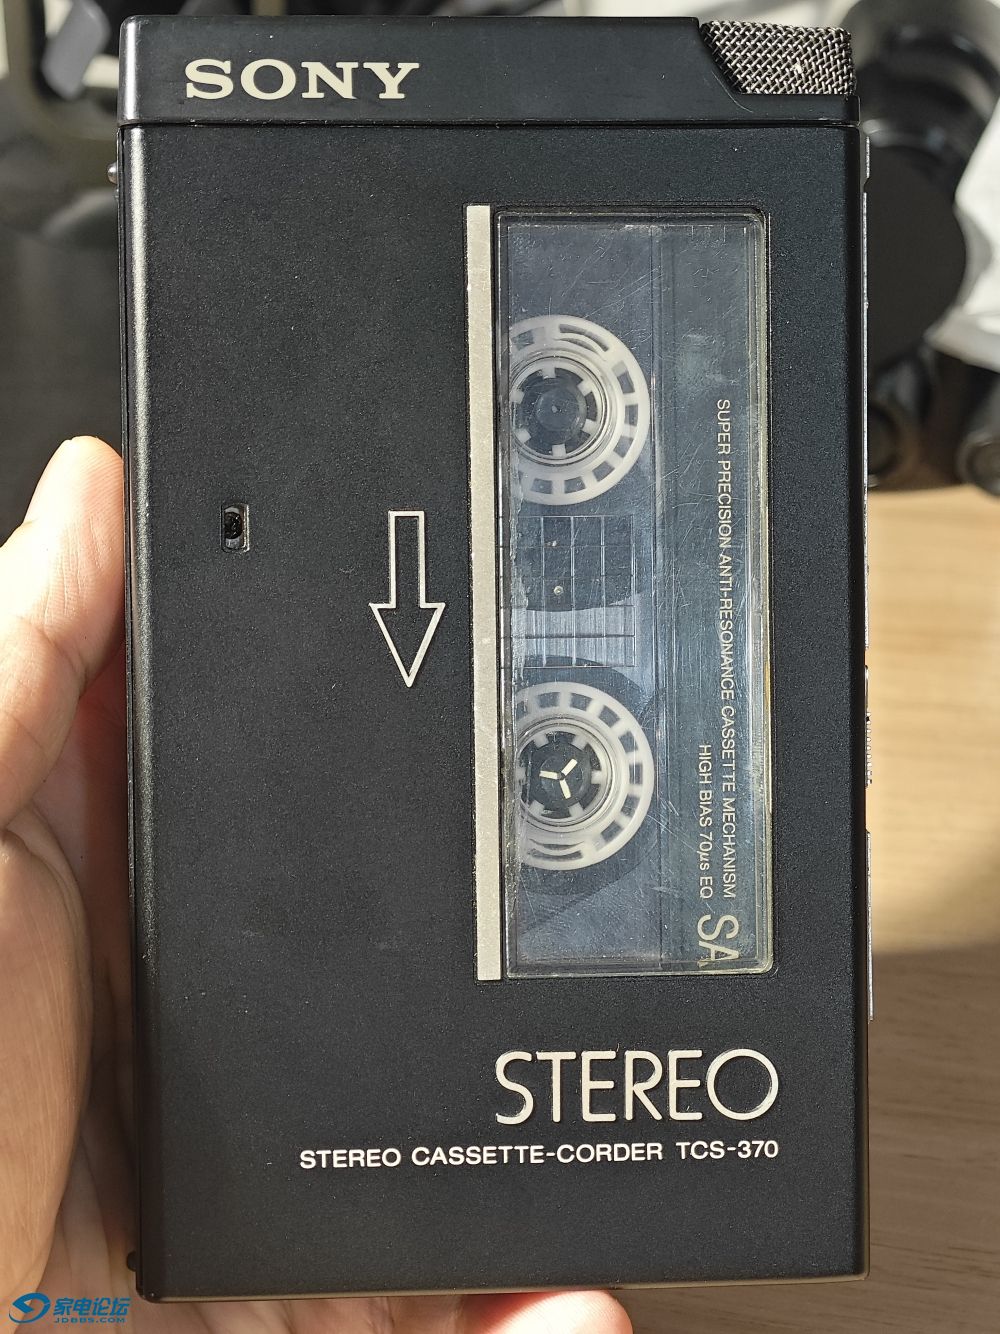 SONY
SUPER PRECISION ANTI-RESONANCE CASSETTE MECHANISM
HIGH BIAS 70µs EQ
SA
STEREO
STEREO CASSETTE-CORDER TCS-370
家电论坛
JDBBS.COM